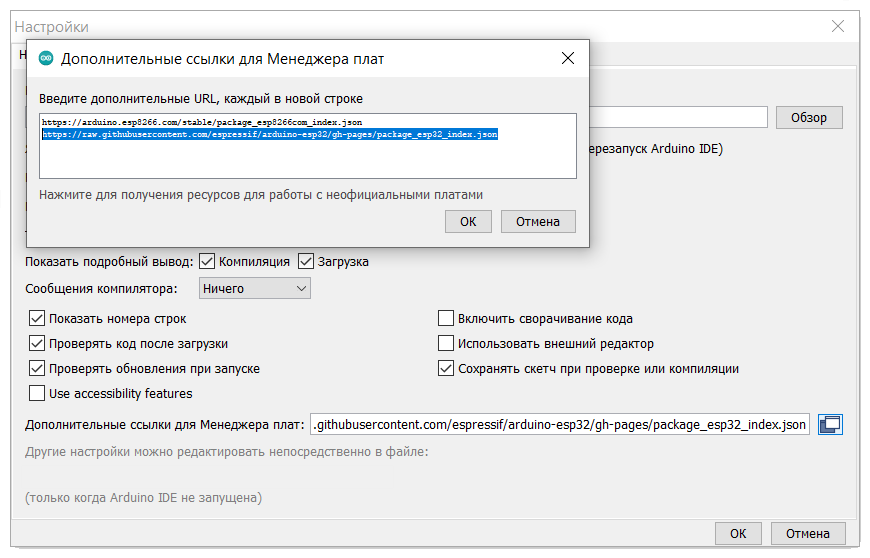 Настройки
Дополнительные ссылки для Менеджера плат
Введите дополнительные URL, каждый в новой строке
https://arduino.esp8266.com/stable/package_esp8266com_index.json
https://raw.githubusercontent.com/espressif/arduino-esp32/gh-pages/package_esp32_index.json
Обзор
ерезапуск Arduino IDE)
Нажмите для получения ресурсов для работы с неофициальными платами
ОК
Отмена
Показать подробный вывод: Компиляция Загрузка
Сообщения компилятора: Ничего
Показать номера строк
Включить сворачивание кода
Проверять код после загрузки
Использовать внешний редактор
Проверять обновления при запуске
Сохранять скетч при проверке или компиляции
Use accessibility features
Дополнительные ссылки для Менеджера плат: .githubusercontent.com/espressif/arduino-esp32/gh-pages/package_esp32_index.json
Другие настройки можно редактировать непосредственно в файле:
(только когда Arduino IDE не запущена)
ОК
Отмена